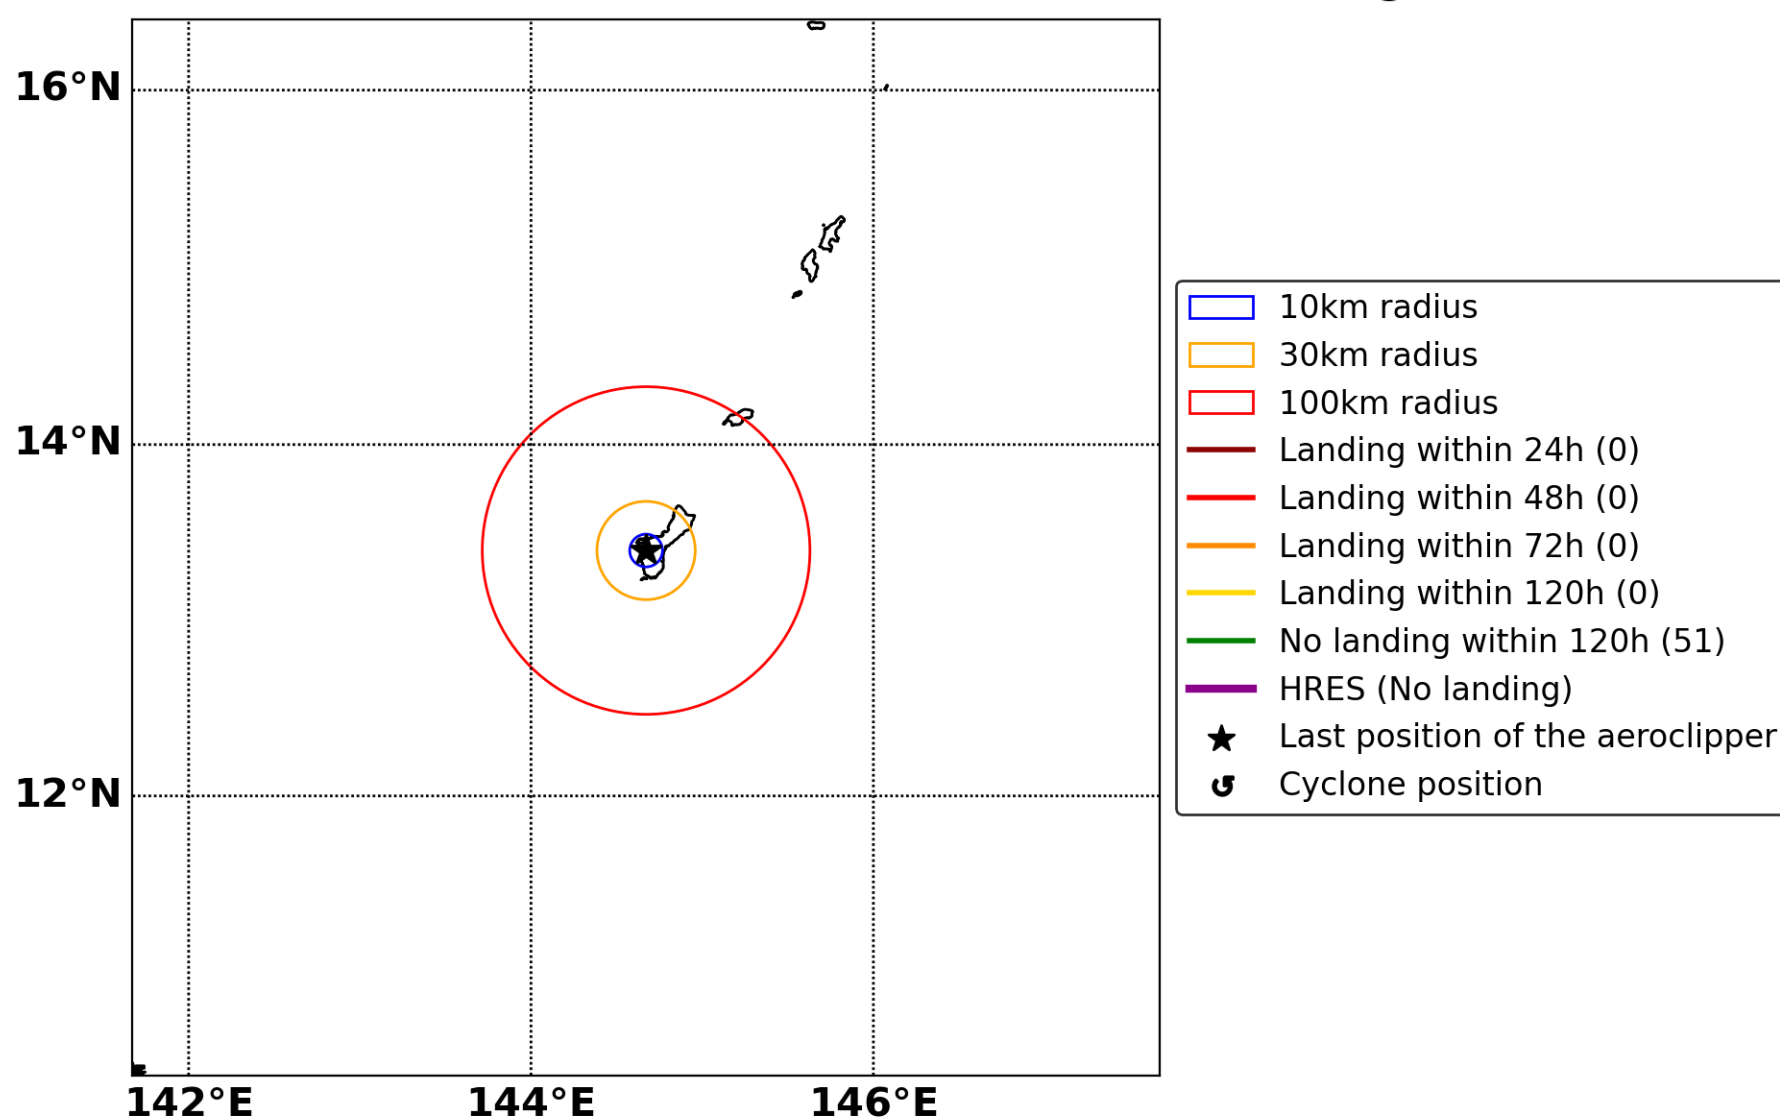 16°N
14°N
12°N
142°E
144°E
146°E
10km radius
30km radius
100km radius
Landing within 24h (0)
Landing within 48h (0)
Landing within 72h (0)
Landing within 120h (0)
No landing within 120h (51)
HRES (No landing)
Last position of the aeroclipper
Cyclone position